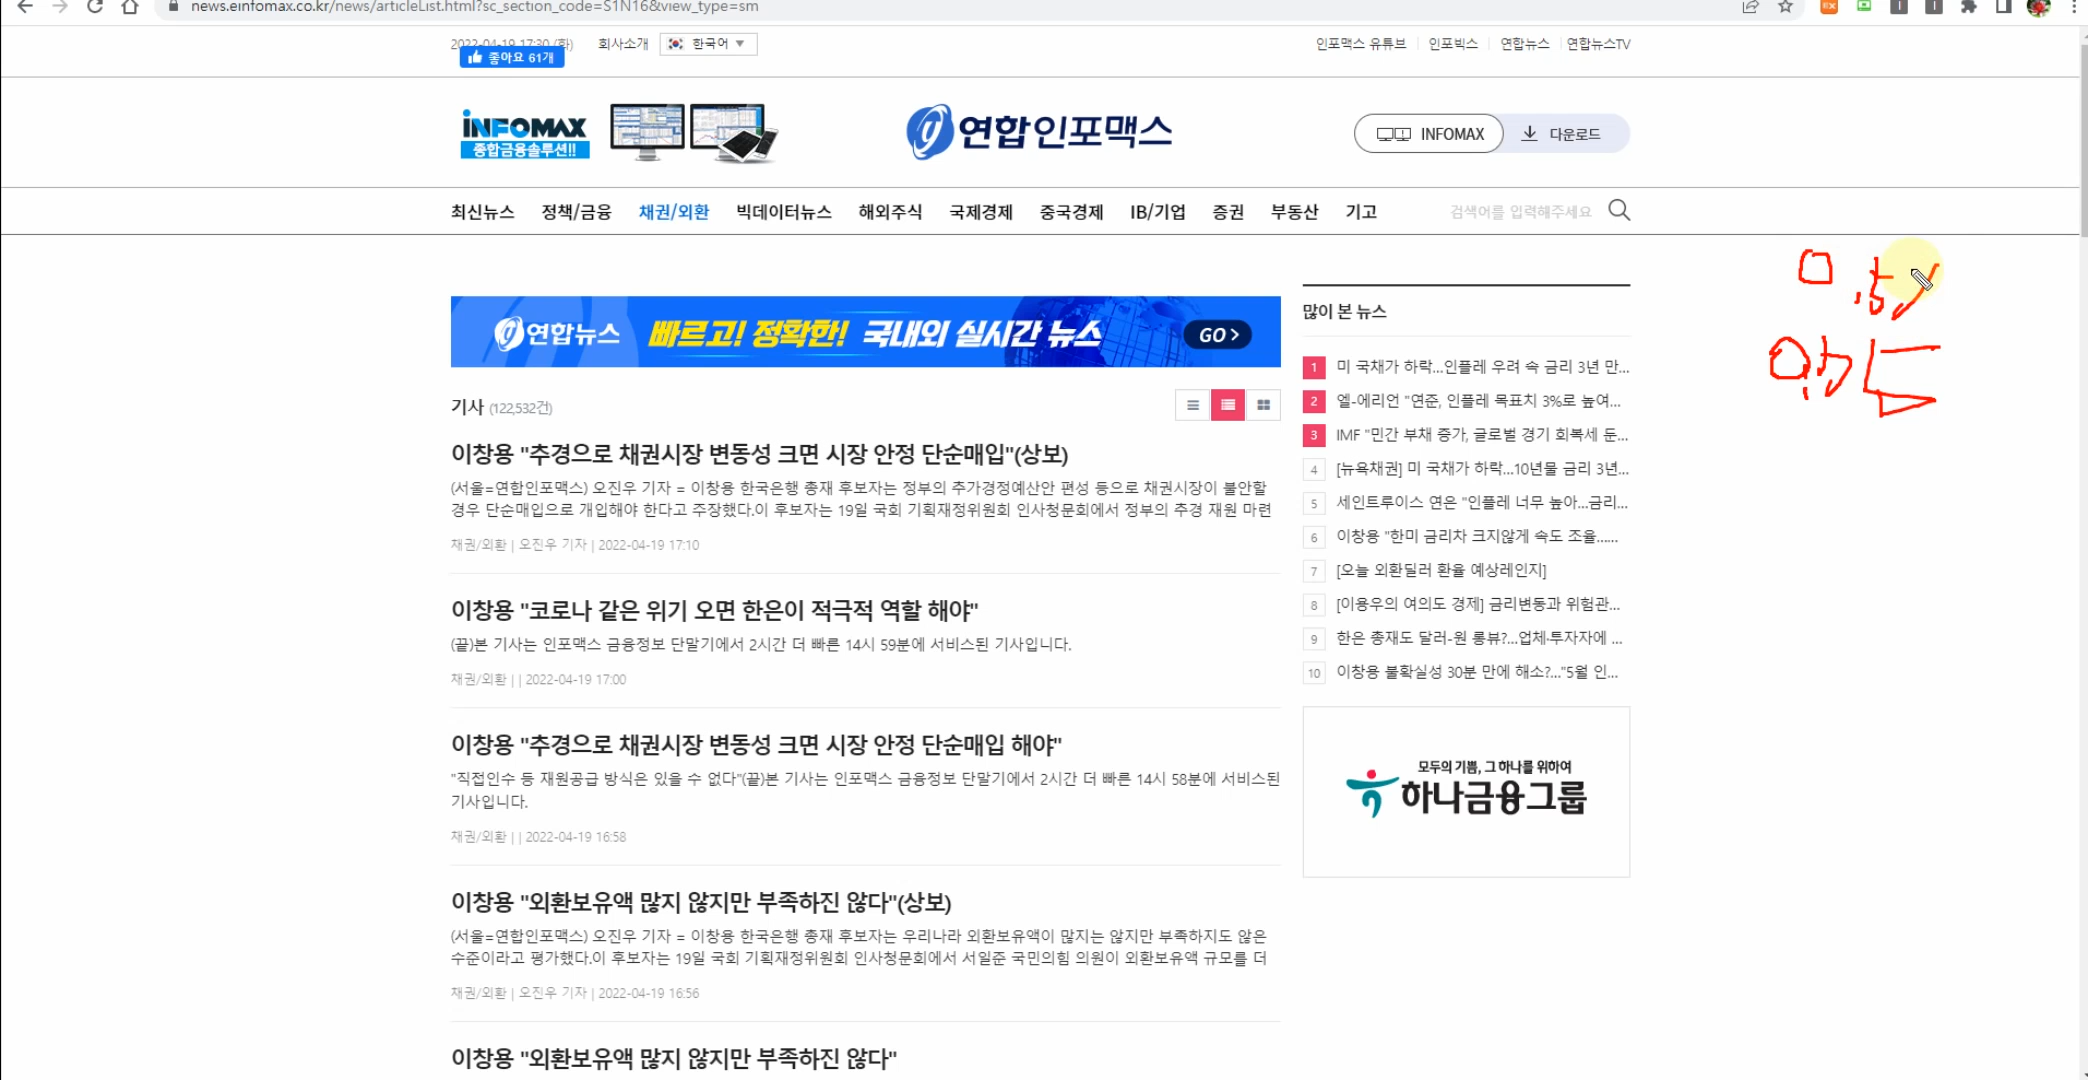 news.einfomax.co.kr/news/articleList.html?sc_section_code=S1N16&view_type=sm
2022-04-19 17:30 (화) 회사소개 한국어 ▼
좋아요 61개
인포맥스 유튜브 인포빅스 연합뉴스 연합뉴스TV
INFOMAX
종합금융솔루션!!
연합인포맥스
INFOMAX 다운로드
최신뉴스 정책/금융 채권/외환 빅데이터뉴스 해외주식 국제경제 중국경제 IB/기업 증권 부동산 기고
검색어를 입력해주세요
연합뉴스 빠르고! 정확한! 국내외 실시간 뉴스 GO >
기사 (122,532건)
이창용 "추경으로 채권시장 변동성 크면 시장 안정 단순매입"(상보)
(서울=연합인포맥스) 오진우 기자 = 이창용 한국은행 총재 후보자는 정부의 추가경정예산안 편성 등으로 채권시장이 불안할
경우 단순매입으로 개입해야 한다고 주장했다.이 후보자는 19일 국회 기획재정위원회 인사청문회에서 정부의 추경 재원 마련
채권/외환 | 오진우 기자 | 2022-04-19 17:10
이창용 "코로나 같은 위기 오면 한은이 적극적 역할 해야"
(끝)본 기사는 인포맥스 금융정보 단말기에서 2시간 더 빠른 14시 59분에 서비스된 기사입니다.
채권/외환 | | 2022-04-19 17:00
이창용 "추경으로 채권시장 변동성 크면 시장 안정 단순매입 해야"
"직접인수 등 재원공급 방식은 있을 수 없다"(끝)본 기사는 인포맥스 금융정보 단말기에서 2시간 더 빠른 14시 58분에 서비스된
기사입니다.
채권/외환 | | 2022-04-19 16:58
이창용 "외환보유액 많지 않지만 부족하진 않다"(상보)
(서울=연합인포맥스) 오진우 기자 = 이창용 한국은행 총재 후보자는 우리나라 외환보유액이 많지는 않지만 부족하지도 않은
수준이라고 평가했다.이 후보자는 19일 국회 기획재정위원회 인사청문회에서 서일준 국민의힘 의원이 외환보유액 규모를 더
채권/외환 | 오진우 기자 | 2022-04-19 16:56
이창용 "외환보유액 많지 않지만 부족하진 않다"
많이 본 뉴스
1 미 국채가 하락…인플레 우려 속 금리 3년 만…
2 엘-에리언 "연준, 인플레 목표치 3%로 높여…
3 IMF "민간 부채 증가, 글로벌 경기 회복세 둔…
4 [뉴욕채권] 미 국채가 하락…10년물 금리 3년…
5 세인트루이스 연은 "인플레 너무 높아…금리…
6 이창용 "한미 금리차 크지않게 속도 조율……
7 [오늘 외환딜러 환율 예상레인지]
8 [이용우의 여의도 경제] 금리변동과 위험관…
9 한은 총재도 달러-원 롱뷰?…업체·투자자에 …
10 이창용 불확실성 30분 만에 해소?…"5월 인…
모두의 기쁨, 그 하나를 위하여
하나금융그룹